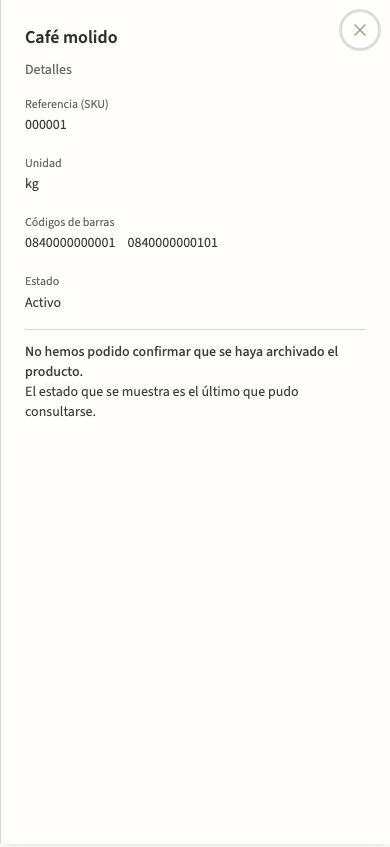 Café molido
Detalles
Referencia (SKU)
000001
Unidad
kg
Códigos de barras
0840000000001 0840000000101
Estado
Activo
No hemos podido confirmar que se haya archivado el
producto.
El estado que se muestra es el último que pudo
consultarse.